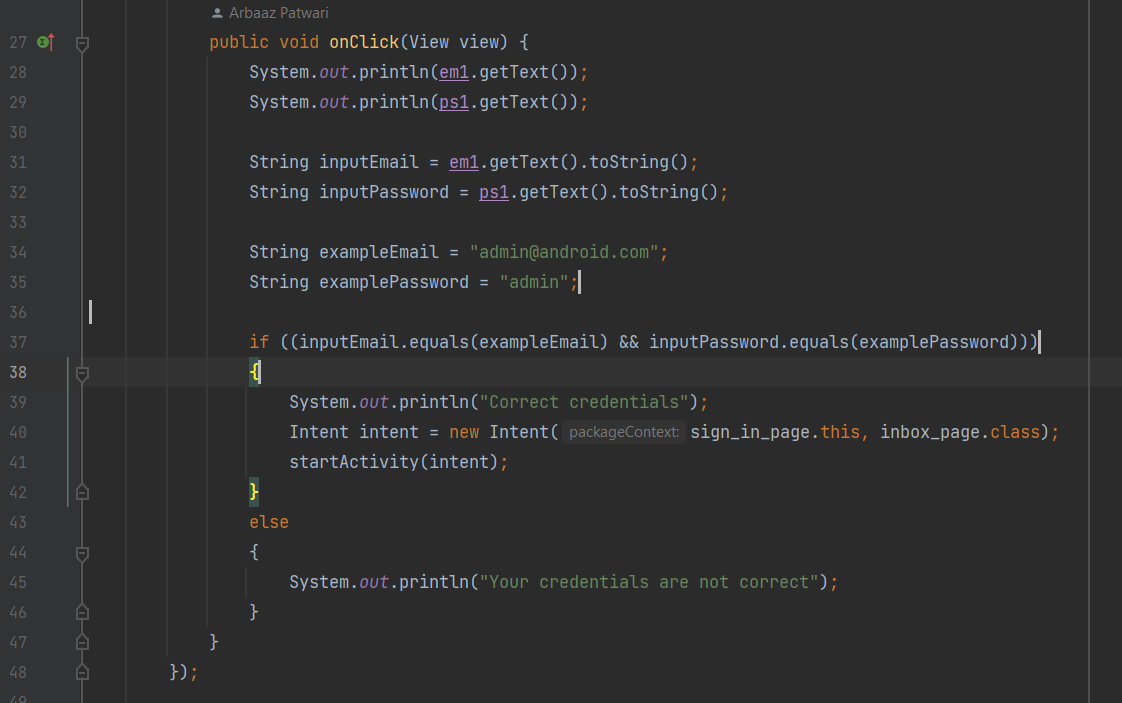 Arbaaz Patwari
27 public void onClick(View view) {
28 System.out.println(em1.getText());
29 System.out.println(ps1.getText());
30
31 String inputEmail = em1.getText().toString();
32 String inputPassword = ps1.getText().toString();
33
34 String exampleEmail = "admin@android.com";
35 String examplePassword = "admin";
36
37 if ((inputEmail.equals(exampleEmail) && inputPassword.equals(examplePassword)))
38 {
39 System.out.println("Correct credentials");
40 Intent intent = new Intent( packageContext: sign_in_page.this, inbox_page.class);
41 startActivity(intent);
42 }
43 else
44 {
45 System.out.println("Your credentials are not correct");
46 }
47 }
48 });
49